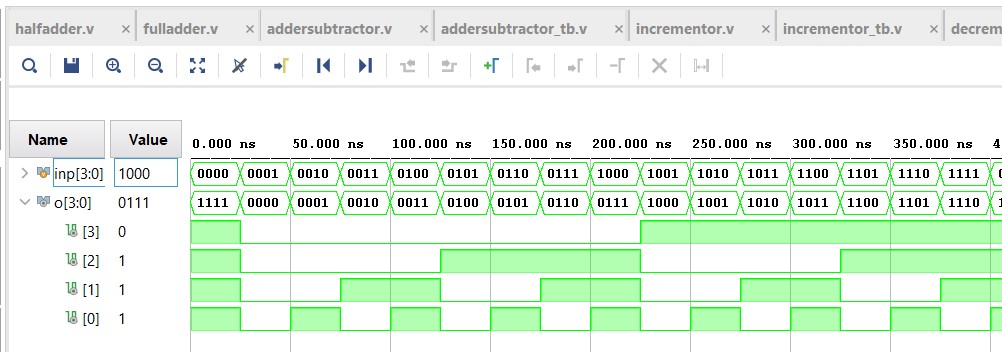 halfadder.v × fulladder.v × addersubtractor.v × addersubtractor_tb.v × incrementor.v × incrementor_tb.v × decrem
Name Value 0.000 ns 50.000 ns 100.000 ns 150.000 ns 200.000 ns 250.000 ns 300.000 ns 350.000 ns 4
inp[3:0] 1000 0000 0001 0010 0011 0100 0101 0110 0111 1000 1001 1010 1011 1100 1101 1110 1111 0
o[3:0] 0111 1111 0000 0001 0010 0011 0100 0101 0110 0111 1000 1001 1010 1011 1100 1101 1110 1
[3] 0
[2] 1
[1] 1
[0] 1